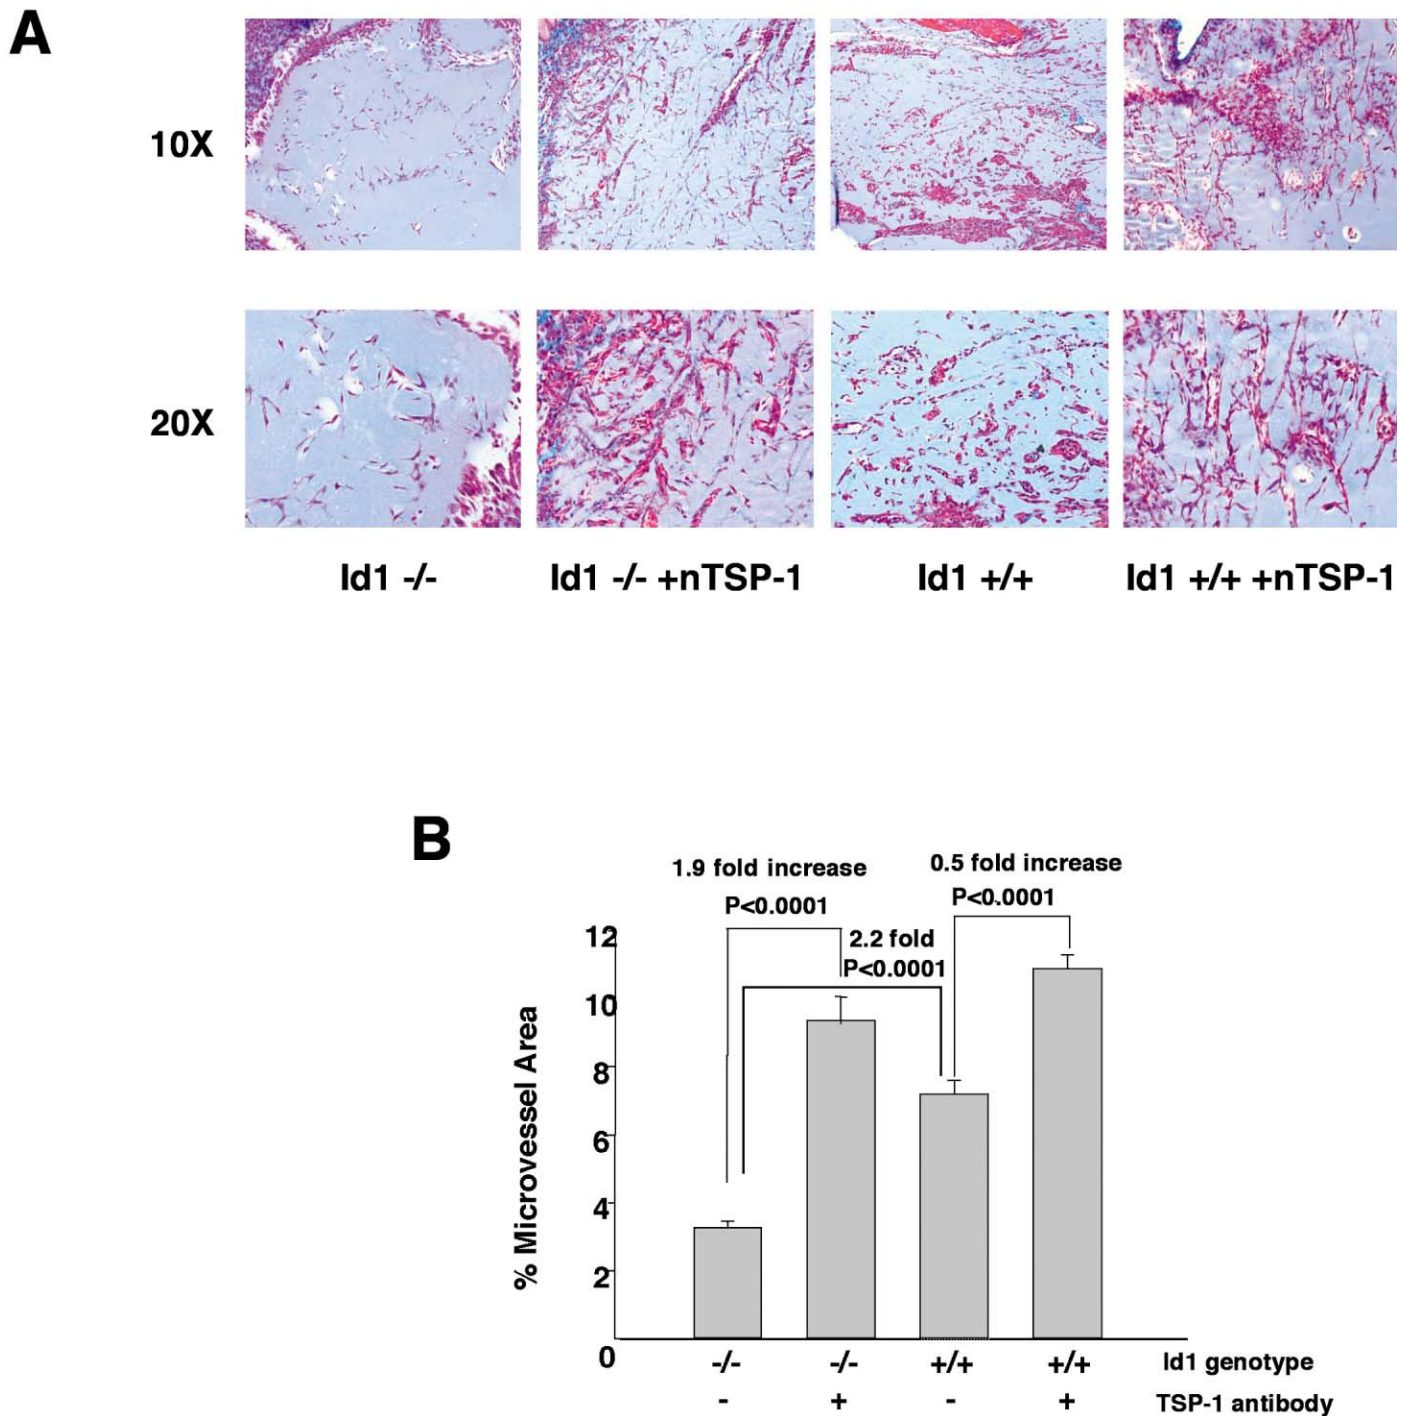 A
10X
20X
Id1 -/-
Id1 -/- +nTSP-1
Id1 +/+
Id1 +/+ +nTSP-1
B
1.9 fold increase
P<0.0001
0.5 fold increase
P<0.0001
2.2 fold
P<0.0001
% Microvessel Area
12
10
8
6
4
2
0
-/- -/- +/+ +/+ Id1 genotype
- + - + TSP-1 antibody